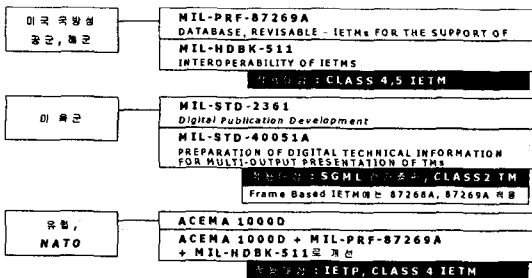 미국 국방성
공군, 해군
MIL-PRF-87269A
DATABASE, REVISABLE - IETMs FOR THE SUPPORT OF
MIL-HDBK-511
INTEROPERABILITY OF IETMS
: CLASS 4,5 IETM
미 육군
MIL-STD-2361
Digital Publication Development
MIL-STD-40051A
PREPARATION OF DIGITAL TECHNICAL INFORMATION
FOR MULTI-OUTPUT PRESENTATION OF TMs
: SGML CLASS2 TM
Frame Based IETM에는 87268A, 87269A 적용
유럽,
NATO
ACEMA 1000D
ACEMA 1000D + MIL-PRF-87269A
+ MIL-HDBK-511로 개선
: IETP, CLASS 4 IETM